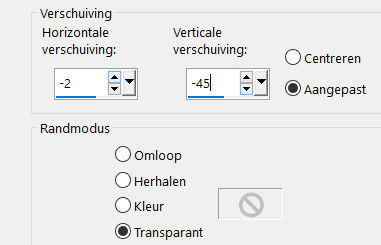 Verschuiving
Horizontale Verticale
verschuiving: verschuiving:
Centreren
-2 -45
Aangepast
Randmodus
Omloop
Herhalen
Kleur
Transparant